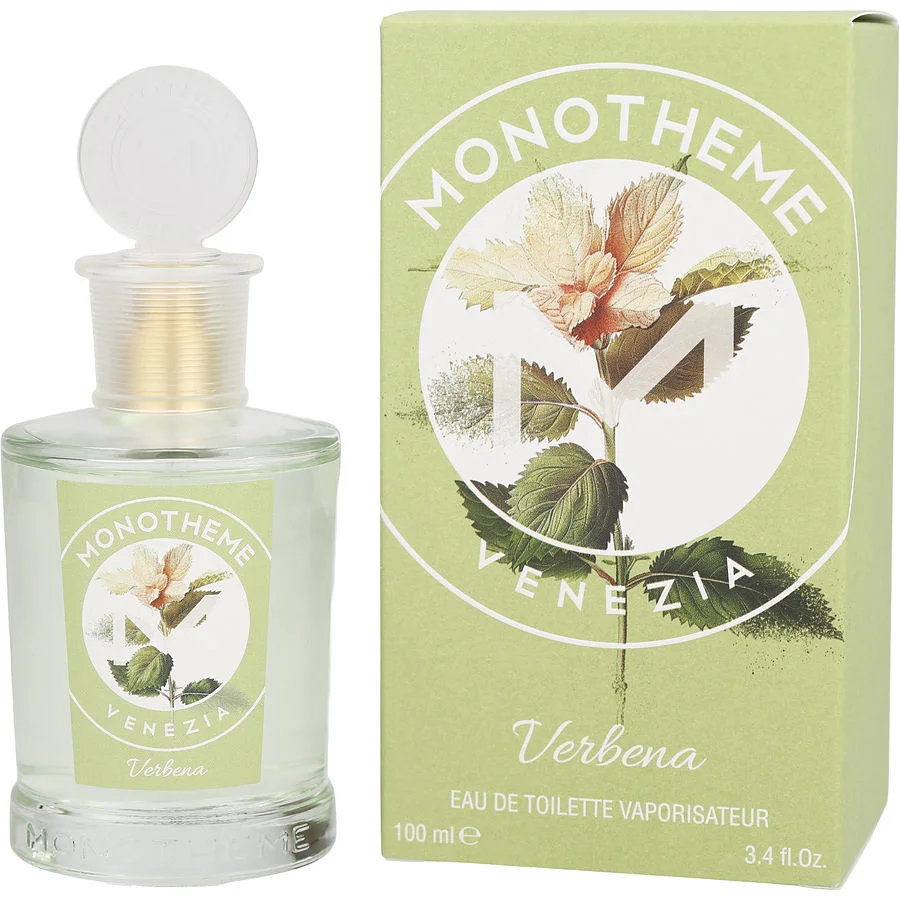 MONOTHEME
M
VENEZIA
Verbena
MONOTHEME
MONOTHEME
M
VENEZIA
Verbena
EAU DE TOILETTE VAPORISATEUR
100 ml ℮
3.4 fl.Oz.